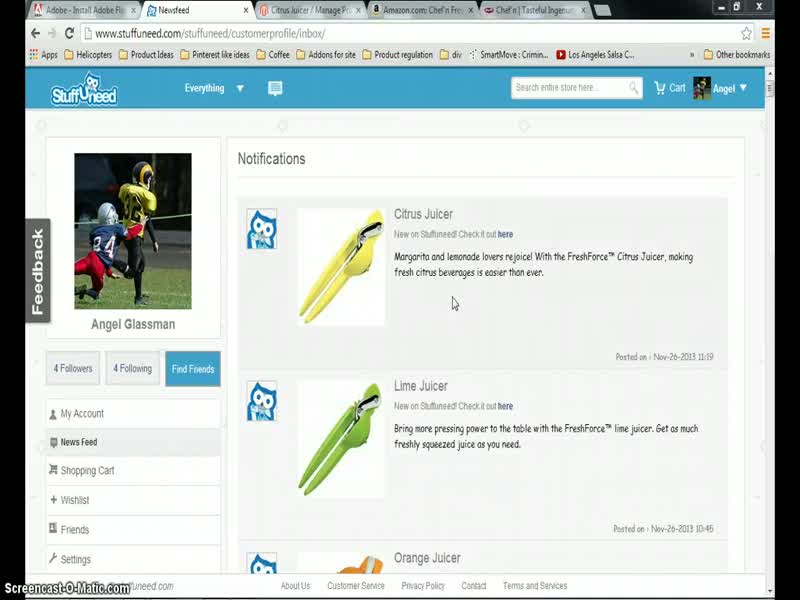 Adobe - Install Adobe Fl
Newsfeed
Citrus Juicer / Manage Pr
Amazon.com: Chef'n Fres
Chef'n | Tasteful Ingenui
www.stuffuneed.com/stuffuneed/customerprofile/inbox/
Apps
Helicopters
Product Ideas
Pinterest like ideas
Coffee
Addons for site
Product regulation
div
SmartMove : Crimin...
Los Angeles Salsa C...
»
Other bookmarks
StuffUneed
Everything
Search entire store here...
Cart
Angel
Notifications
Feedback
Angel Glassman
4 Followers
4 Following
Find Friends
My Account
News Feed
Shopping Cart
Wishlist
Friends
Settings
Citrus Juicer
New on Stuffuneed! Check it out here
Margarita and lemonade lovers rejoice! With the FreshForce™ Citrus Juicer, making
fresh citrus beverages is easier than ever.
Posted on : Nov-26-2013 11:19
Lime Juicer
New on Stuffuneed! Check it out here
Bring more pressing power to the table with the FreshForce™ lime juicer. Get as much
freshly squeezed juice as you need.
Posted on : Nov-26-2013 10:45
Orange Juicer
Screencast-O-Matic.com
stuffuneed.com
About Us
Customer Service
Privacy Policy
Contact
Terms and Services